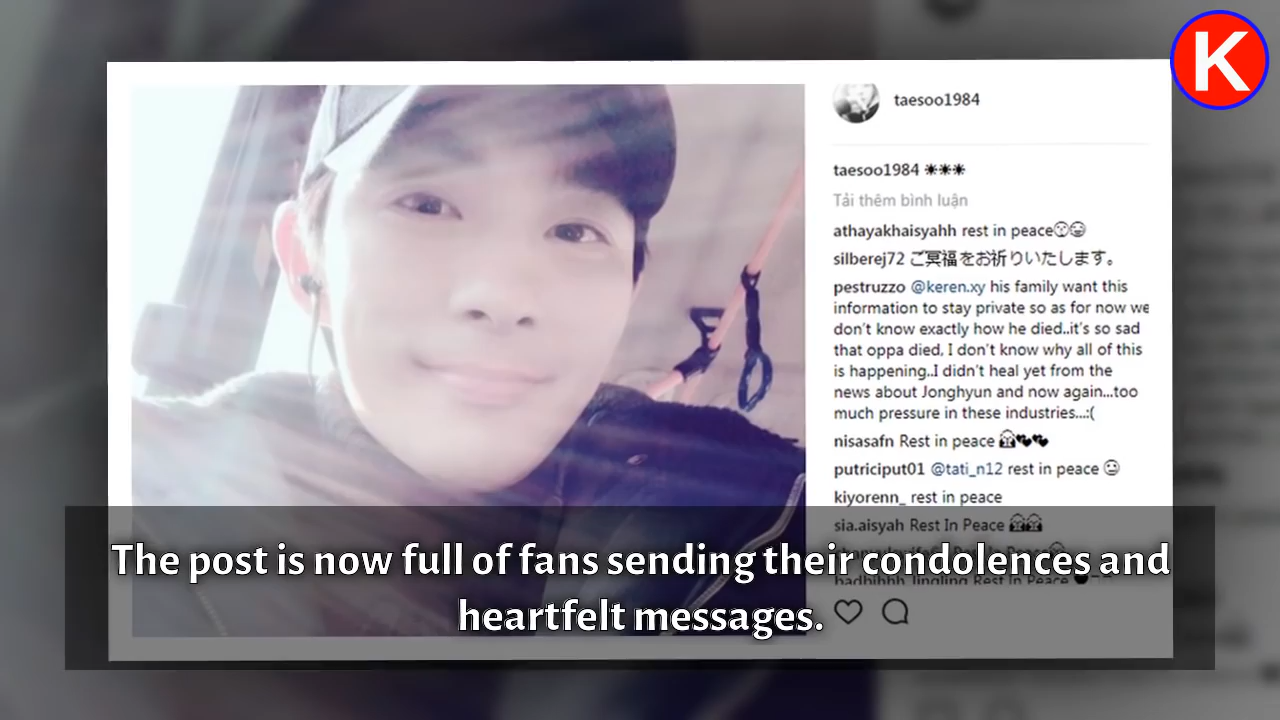 K
taesoo1984
taesoo1984 ☀☀☀
Tải thêm bình luận
athayakhaisyahh rest in peace
silberej72 ご冥福をお祈りいたします。
pestruzzo @keren.xy his family want this
information to stay private so as for now we
don't know exactly how he died..it's so sad
that oppa died, I don't know why all of this
is happening..I didn't heal yet from the
news about Jonghyun and now again...too
much pressure in these industries...:(
nisasafn Rest in peace
putriciput01 @tati_n12 rest in peace
kiyorenn_ rest in peace
sia.aisyah Rest In Peace
Jingling Rest In Peace
The post is now full of fans sending their condolences and
heartfelt messages.